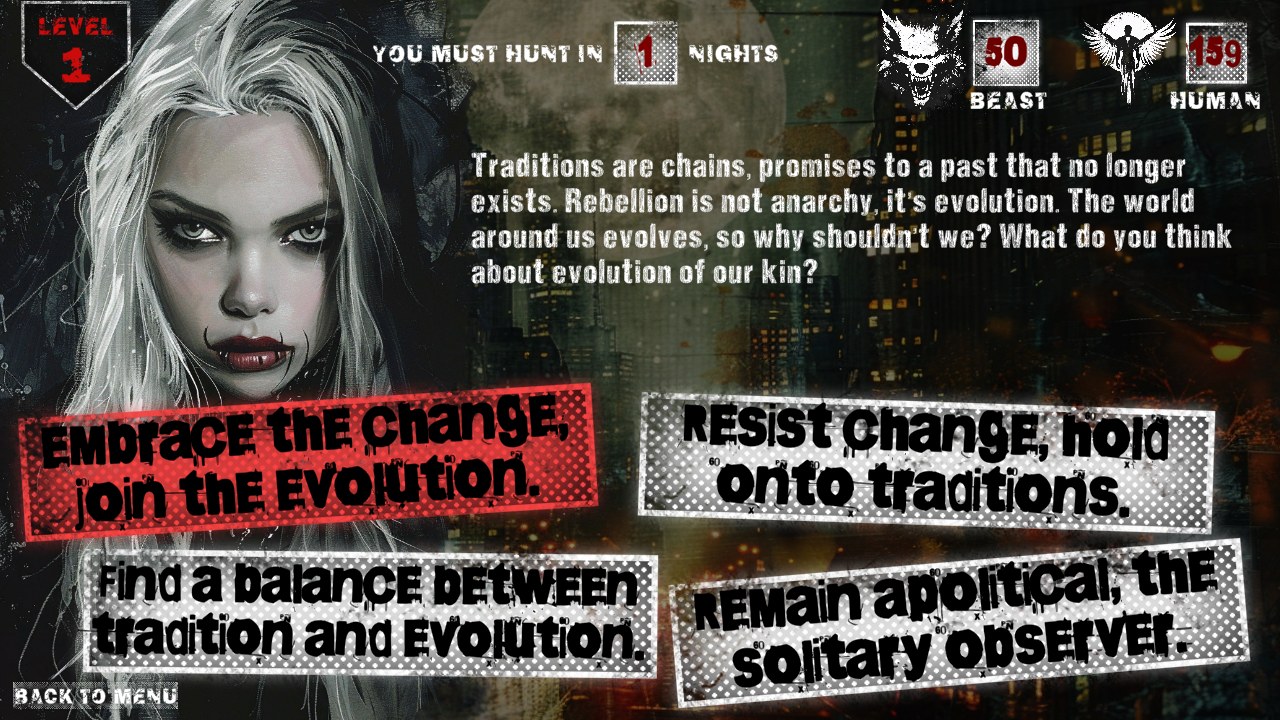 LEVEL
1
YOU MUST HUNT IN 1 NIGHTS
50
BEAST
159
HUMAN
Traditions are chains, promises to a past that no longer
exists. Rebellion is not anarchy, it's evolution. The world
around us evolves, so why shouldn't we? What do you think
about evolution of our kin?
Embrace the change,
join the evolution.
Resist change, hold
onto traditions.
Find a balance between
tradition and evolution.
Remain apolitical, the
solitary observer.
BACK TO MENU